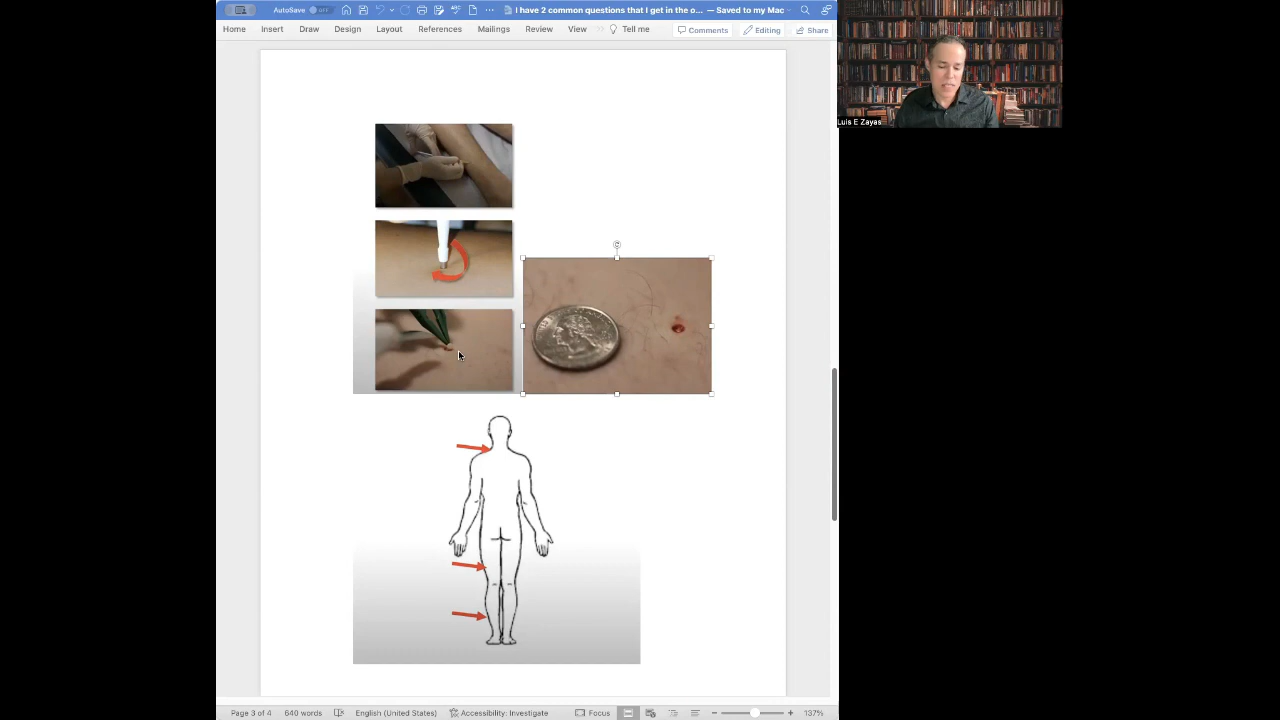 AutoSave OFF
I have 2 common questions that I get in the o... — Saved to my Mac
Home Insert Draw Design Layout References Mailings Review View Tell me Comments Editing Share
Luis E Zayas
Page 3 of 4 640 words English (United States) Accessibility: Investigate Focus 137%